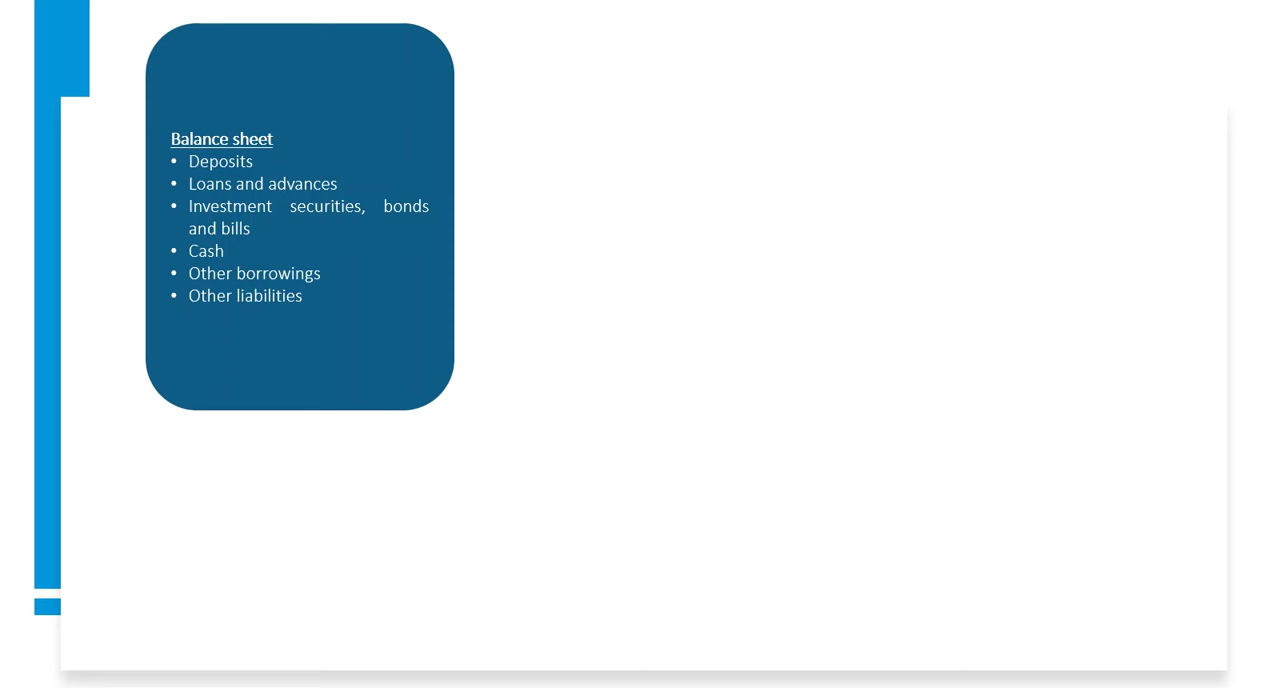 Balance sheet
• Deposits
• Loans and advances
• Investment securities, bonds
and bills
• Cash
• Other borrowings
• Other liabilities